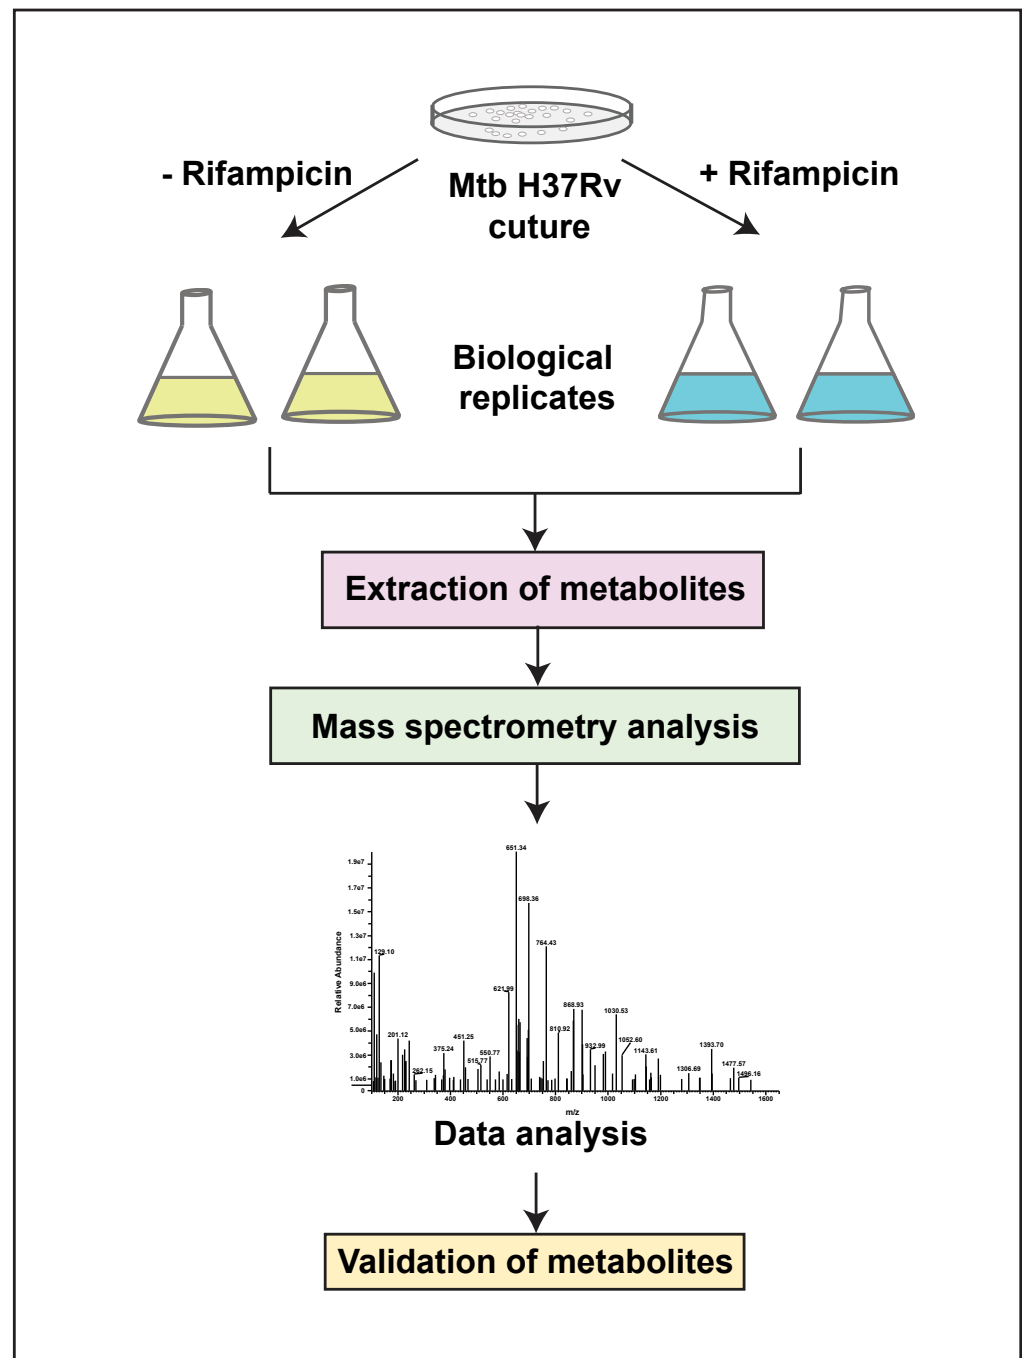 - Rifampicin
+ Rifampicin
Mtb H37Rv
cuture
Biological
replicates
Extraction of metabolites
Mass spectrometry analysis
651.34
1.9e7
1.7e7
698.36
1.5e7
1.3e7
764.43
129.10
1.1e7
Relative Abundance
9.0e6
621.99
7.0e6
868.93
1030.53
5.0e6
201.12
451.25
810.92
1052.60
3.0e6
375.24
550.77
932.99
1143.61
1393.70
515.77
262.15
1306.69
1477.57
1.0e6
1496.16
0
200
400
600
800
1000
1200
1400
1600
m/z
Data analysis
Validation of metabolites